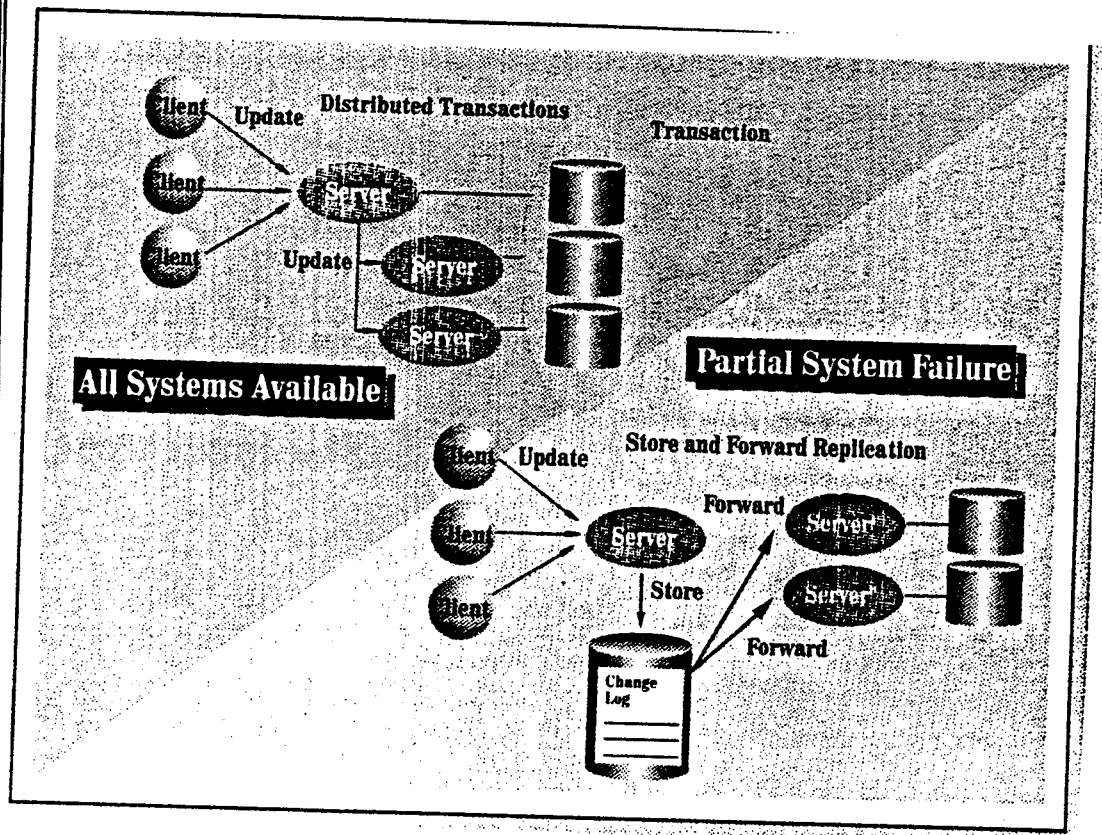 Client
Update
Distributed Transactions
Transaction
Client
Server
Client
Update
Server
Server
All Systems Available
Partial System Failure
Store and Forward Replication
Client
Update
Forward
Server
Client
Server
Store
Server
Client
Forward
Change
Log